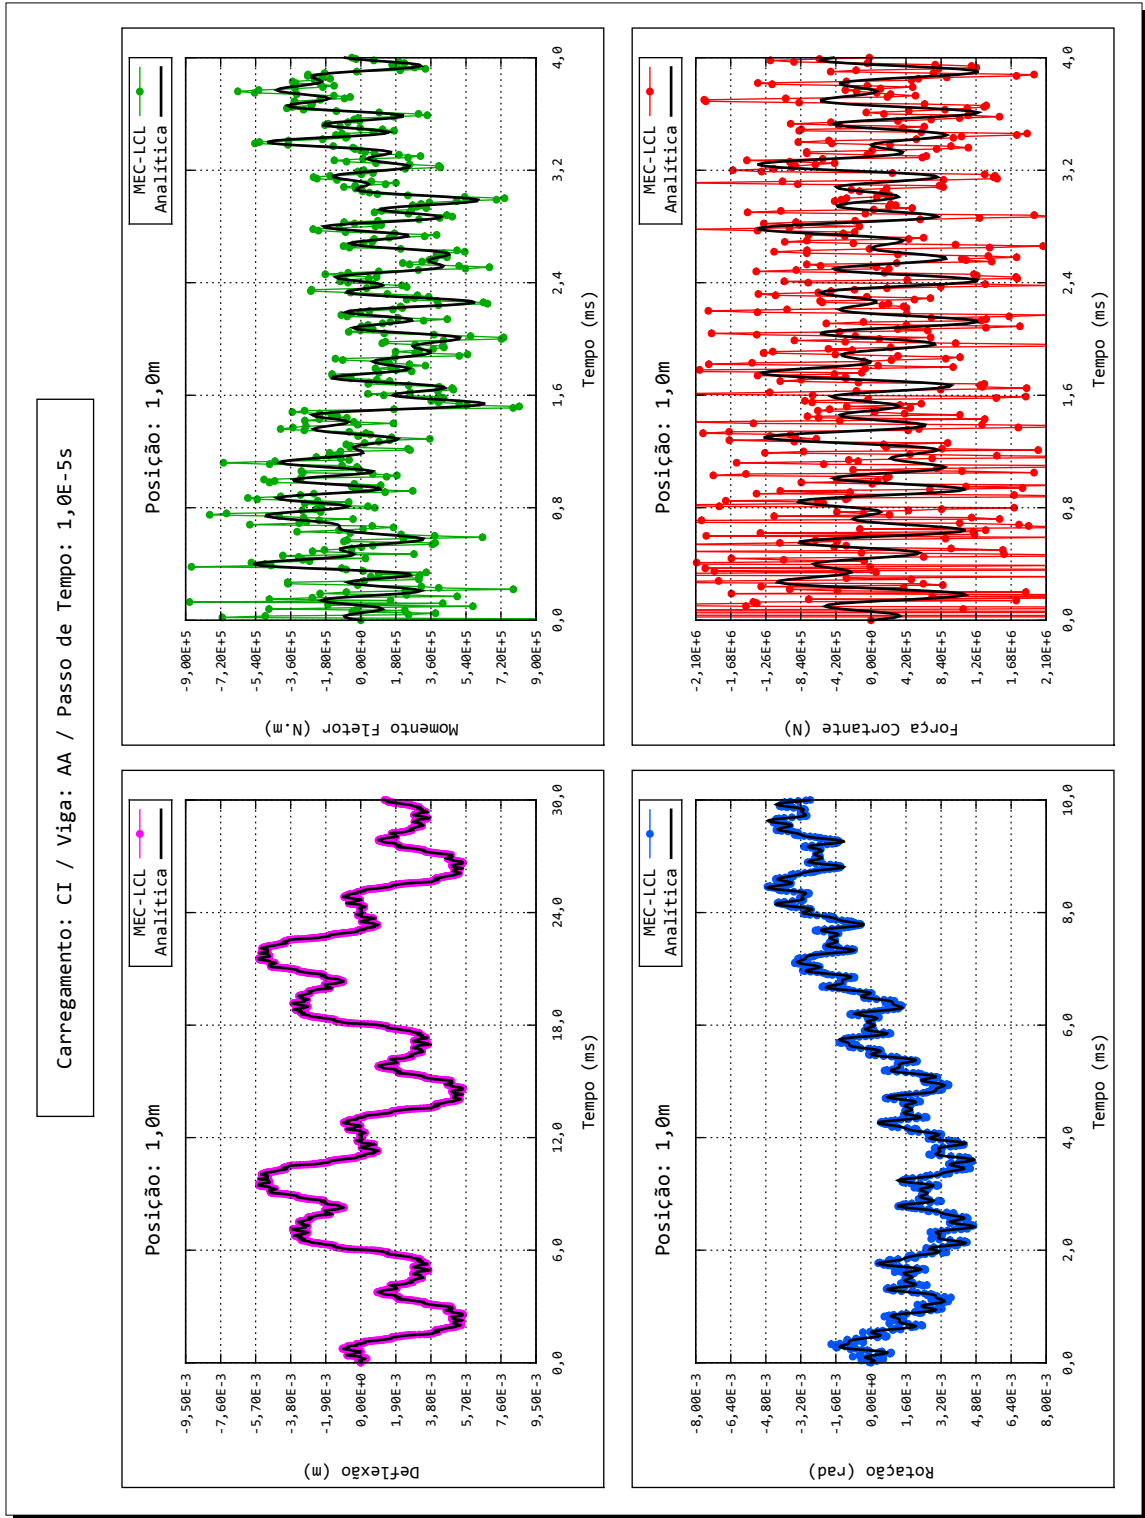 Carregamento: CI / Viga: AA / Passo de Tempo: 1,0E-5s
Posição: 1,0m
MEC-LCL
Analítica
Deflexão (m)
-9,50E-3
-7,60E-3
-5,70E-3
-3,80E-3
-1,90E-3
0,00E+0
1,90E-3
3,80E-3
5,70E-3
7,60E-3
9,50E-3
0,0 6,0 12,0 18,0 24,0 30,0
Tempo (ms)
Posição: 1,0m
MEC-LCL
Analítica
Momento Fletor (N.m)
-9,00E+5
-7,20E+5
-5,40E+5
-3,60E+5
-1,80E+5
0,00E+0
1,80E+5
3,60E+5
5,40E+5
7,20E+5
9,00E+5
0,0 0,8 1,6 2,4 3,2 4,0
Tempo (ms)
Posição: 1,0m
MEC-LCL
Analítica
Rotação (rad)
-8,00E-3
-6,40E-3
-4,80E-3
-3,20E-3
-1,60E-3
0,00E+0
1,60E-3
3,20E-3
4,80E-3
6,40E-3
8,00E-3
0,0 2,0 4,0 6,0 8,0 10,0
Tempo (ms)
Posição: 1,0m
MEC-LCL
Analítica
Força Cortante (N)
-2,10E+6
-1,68E+6
-1,26E+6
-8,40E+5
-4,20E+5
0,00E+0
4,20E+5
8,40E+5
1,26E+6
1,68E+6
2,10E+6
0,0 0,8 1,6 2,4 3,2 4,0
Tempo (ms)